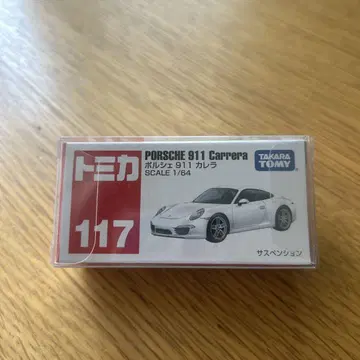 トミカ
117
PORSCHE 911 Carrera
ポルシェ 911 カレラ
SCALE 1/64
TAKARA
TOMY
サスペンション